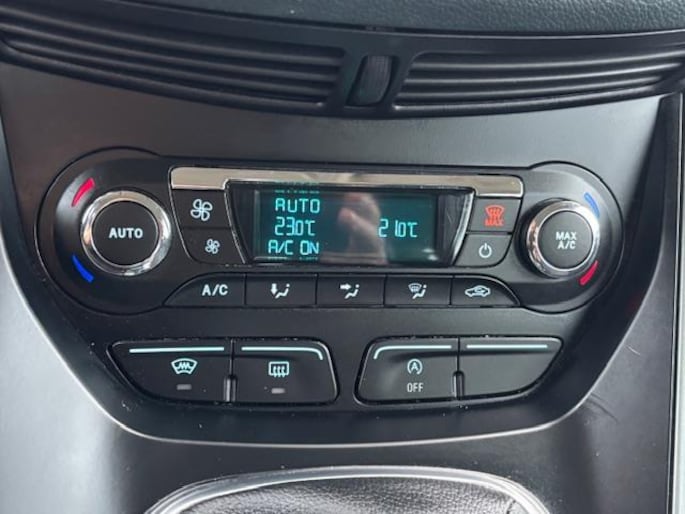 AUTO
23.0°C 21.0°C
A/C ON
AUTO
MAX
MAX
A/C
A/C
A
OFF